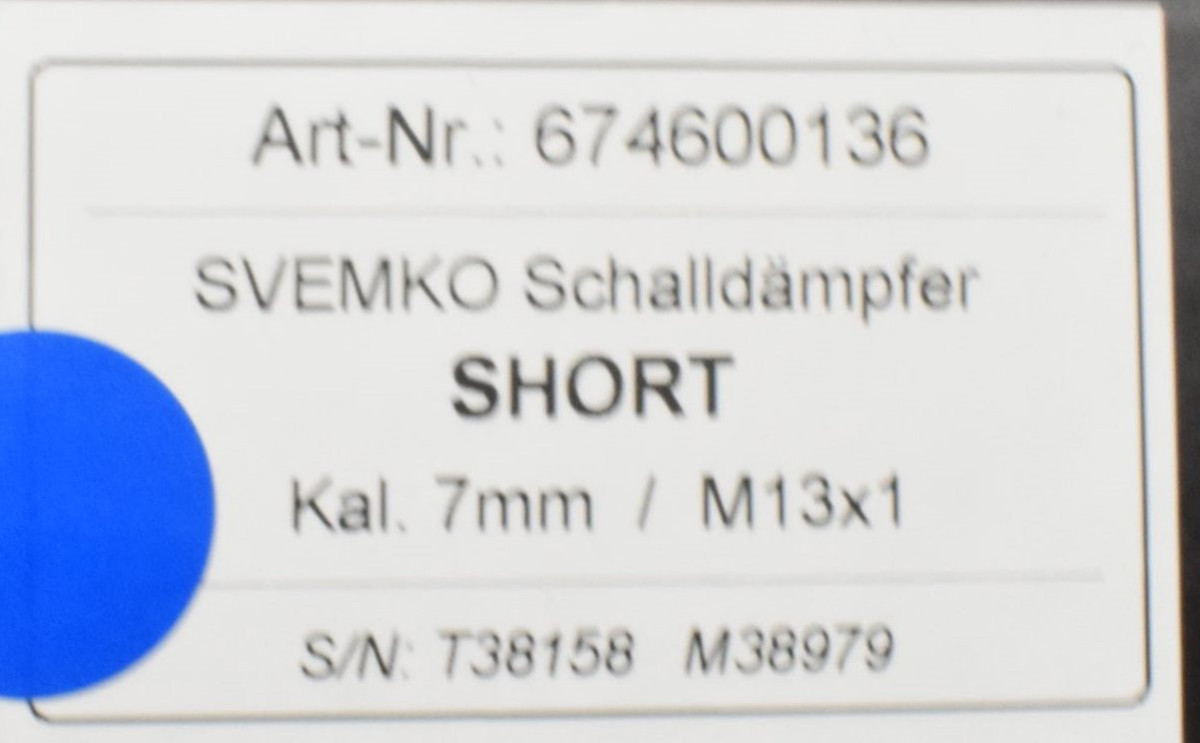 Art-Nr.: 674600136
SVEMKO Schalldämpfer
SHORT
Kal. 7mm / M13x1
S/N: T38158 M38979